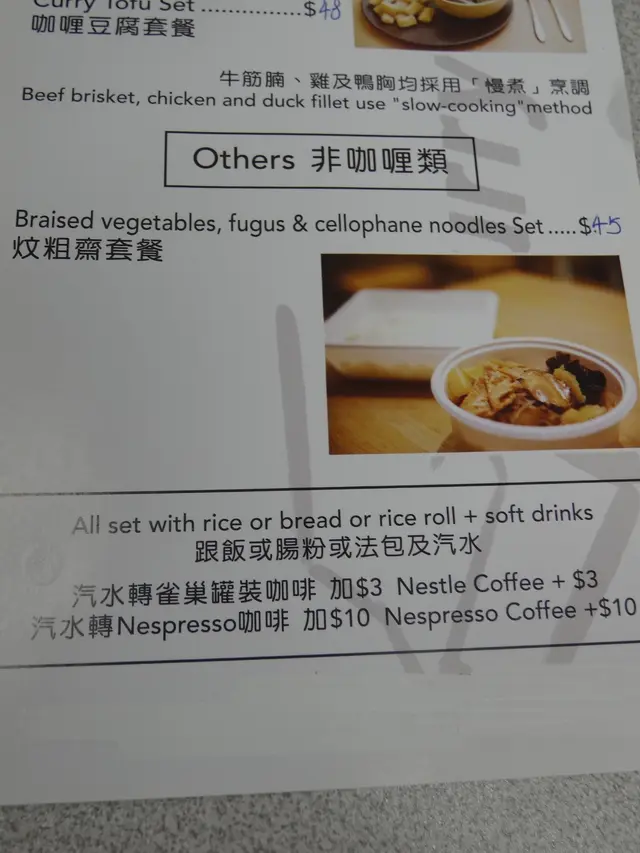 Curry Tofu Set ...............$48
咖喱豆腐套餐
牛筋腩、雞及鴨胸均採用「慢煮」烹調
Beef brisket, chicken and duck fillet use "slow-cooking"method
Others 非咖喱類
Braised vegetables, fugus & cellophane noodles Set.....$45
炆粗齋套餐
All set with rice or bread or rice roll + soft drinks
跟飯或腸粉或法包及汽水
汽水轉雀巢罐裝咖啡 加$3 Nestle Coffee + $3
汽水轉Nespresso咖啡 加$10 Nespresso Coffee +$10